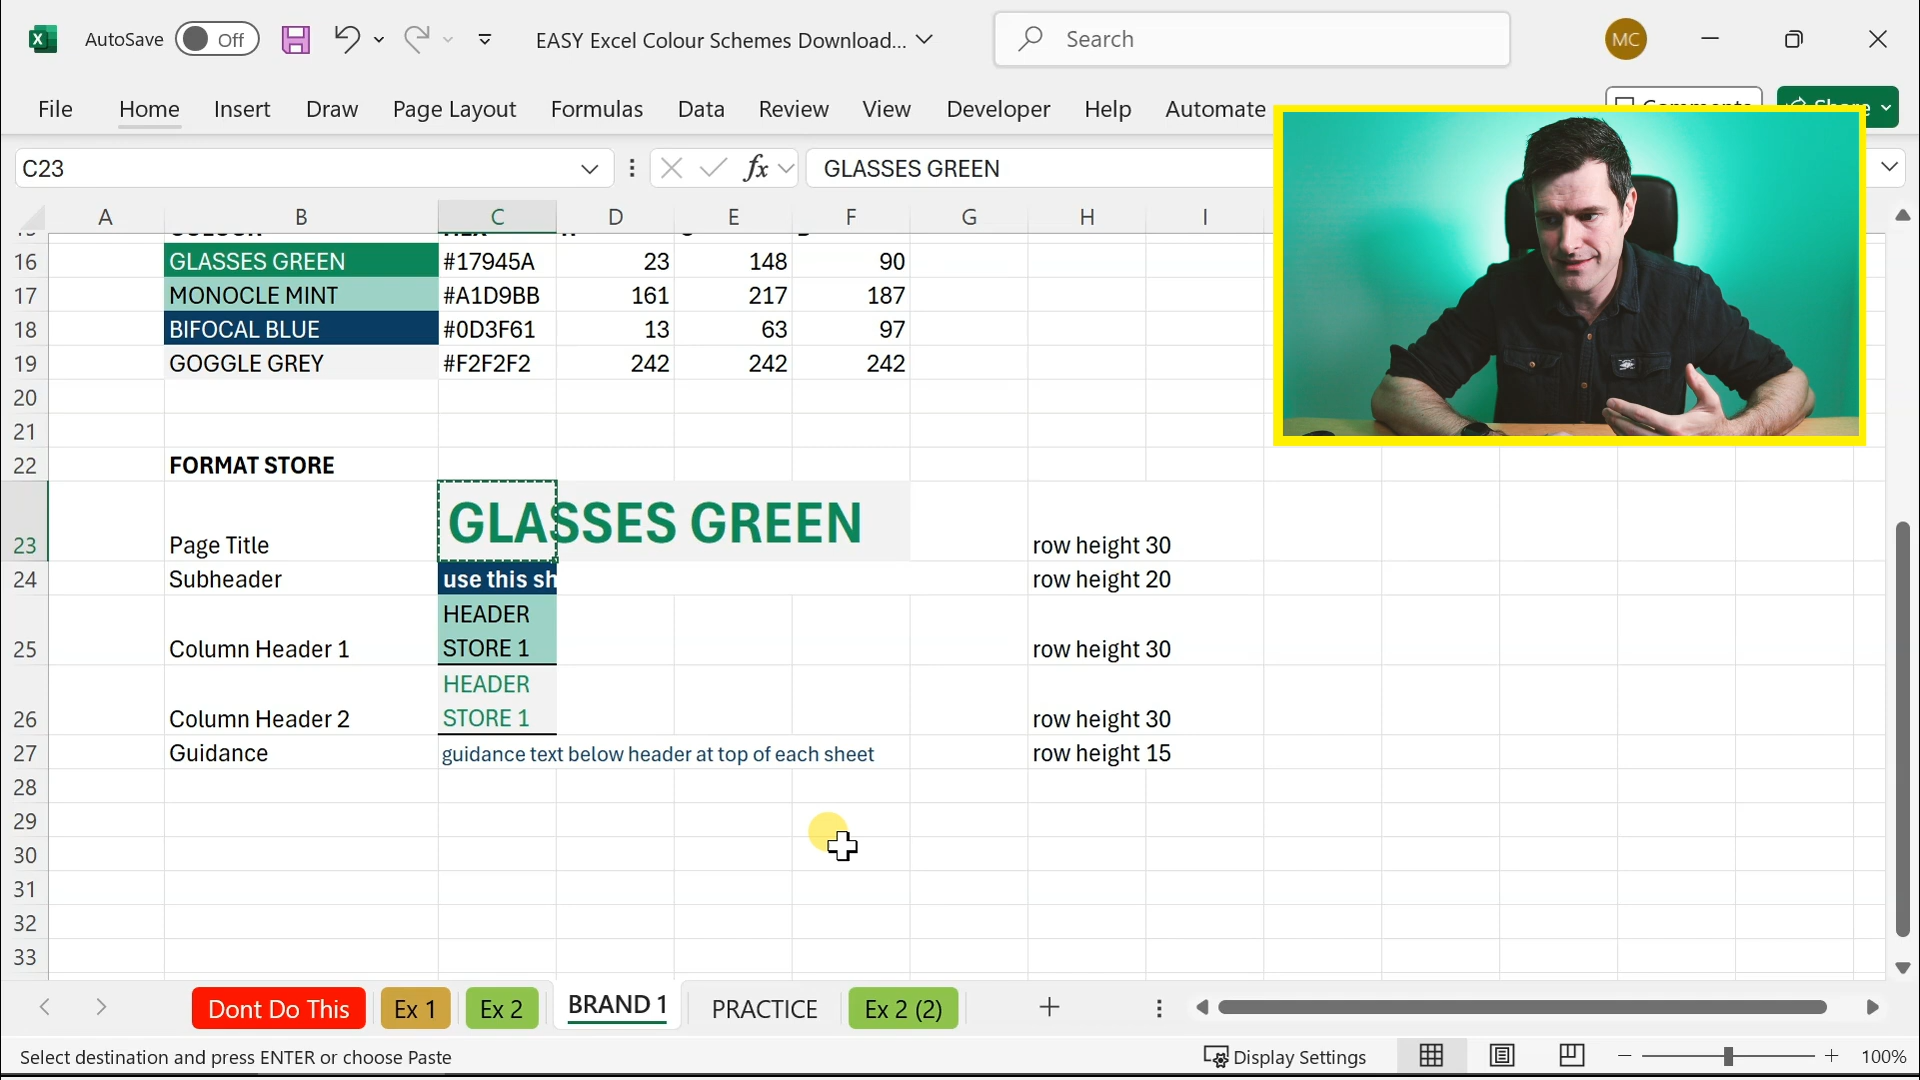 AutoSave Off EASY Excel Colour Schemes Download... Search MC
File Home Insert Draw Page Layout Formulas Data Review View Developer Help Automate Comments Share
C23 fx GLASSES GREEN
A B C D E F G H I
16 GLASSES GREEN #17945A 23 148 90
17 MONOCLE MINT #A1D9BB 161 217 187
18 BIFOCAL BLUE #0D3F61 13 63 97
19 GOGGLE GREY #F2F2F2 242 242 242
20
21
22 FORMAT STORE
23 Page Title GLASSES GREEN row height 30
24 Subheader use this sh row height 20
25 Column Header 1 HEADER STORE 1 row height 30
26 Column Header 2 HEADER STORE 1 row height 30
27 Guidance guidance text below header at top of each sheet row height 15
28
29
30
31
32
33
Dont Do This Ex 1 Ex 2 BRAND 1 PRACTICE Ex 2 (2)
Select destination and press ENTER or choose Paste Display Settings 100%